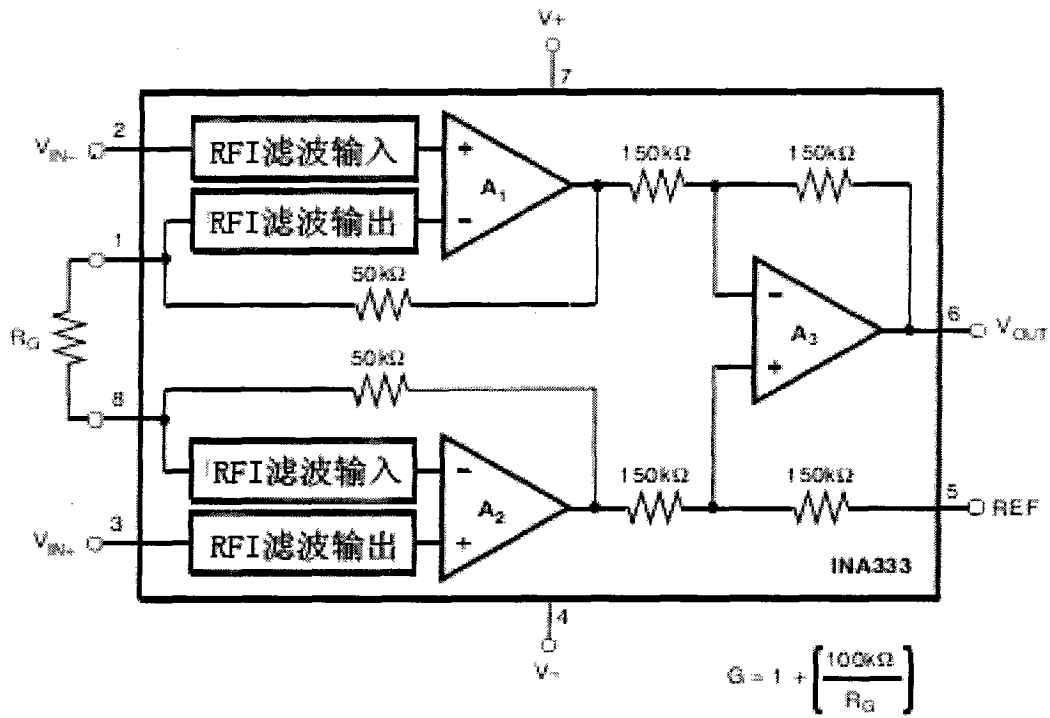 V+
7
2
V_IN−
RFI滤波输入
+
A1
150kΩ
150kΩ
RFI滤波输出
−
1
50kΩ
R_G
−
A3
6
V_OUT
+
50kΩ
8
RFI滤波输入
−
A2
150kΩ
150kΩ
5
REF
3
V_IN+
RFI滤波输出
+
INA333
4
V−
G = 1 + (100kΩ / R_G)